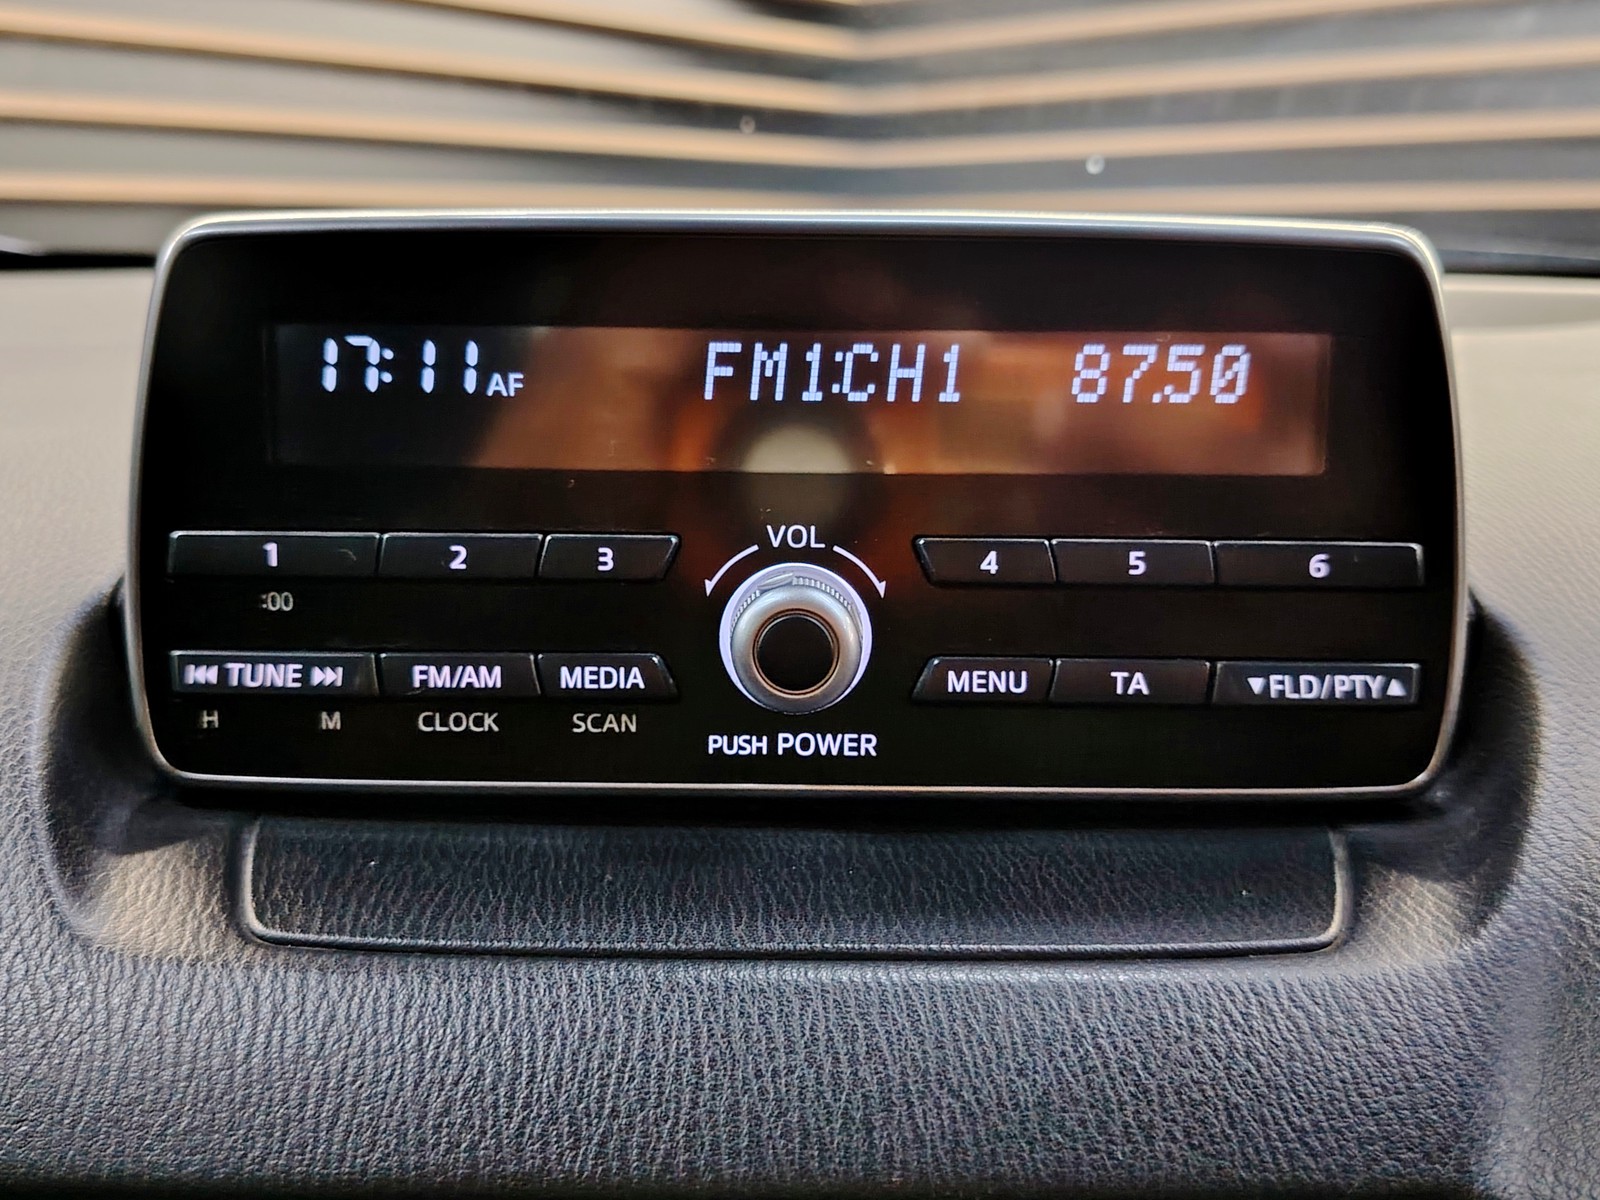 17:11 AF FM1:CH1 87.50
VOL
1 2 3 4 5 6
:00
TUNE FM/AM MEDIA MENU TA ▼FLD/PTY▲
H M CLOCK SCAN
PUSH POWER